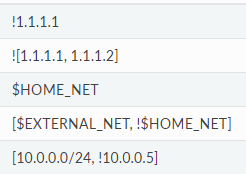 !1.1.1.1
![1.1.1.1, 1.1.1.2]
$HOME_NET
[$EXTERNAL_NET, !$HOME_NET]
[10.0.0.0/24, !10.0.0.5]